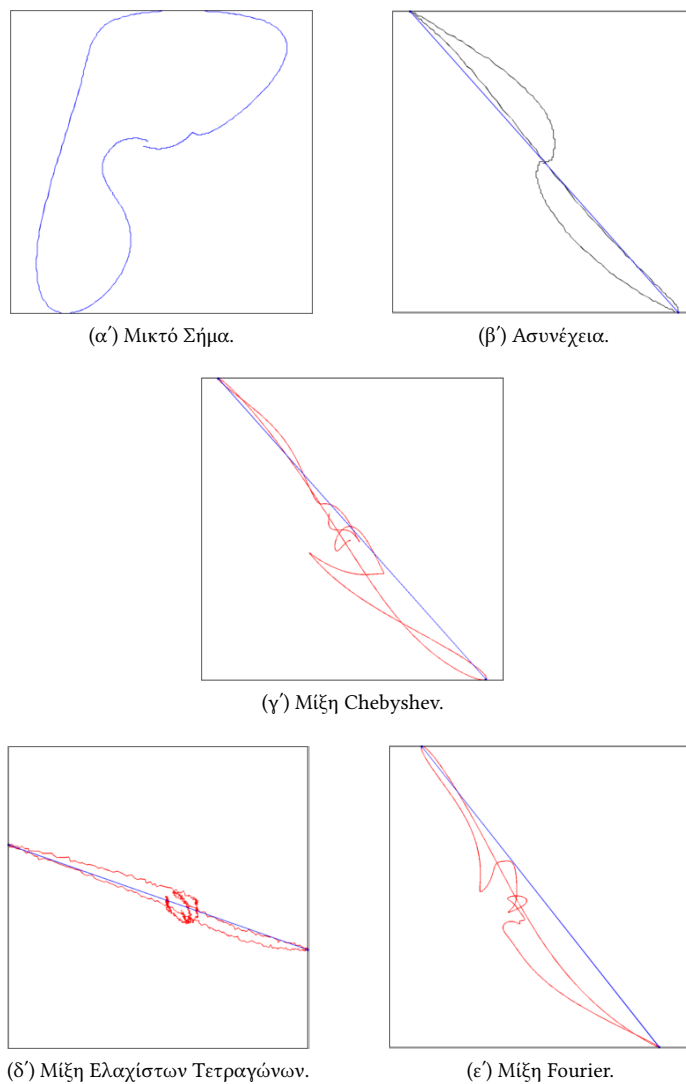 (α′) Μικτό Σήμα.
(β′) Ασυνέχεια.
(γ′) Μίξη Chebyshev.
(δ′) Μίξη Ελαχίστων Τετραγώνων.
(ε′) Μίξη Fourier.